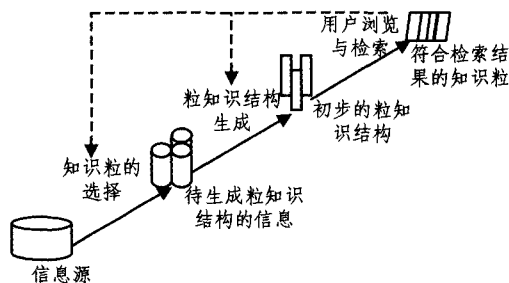 用户浏览
与检索
符合检索结
果的知识粒
粒知识结构
生成
初步的粒知
识结构
知识粒的
选择
待生成粒知识
结构的信息
信息源